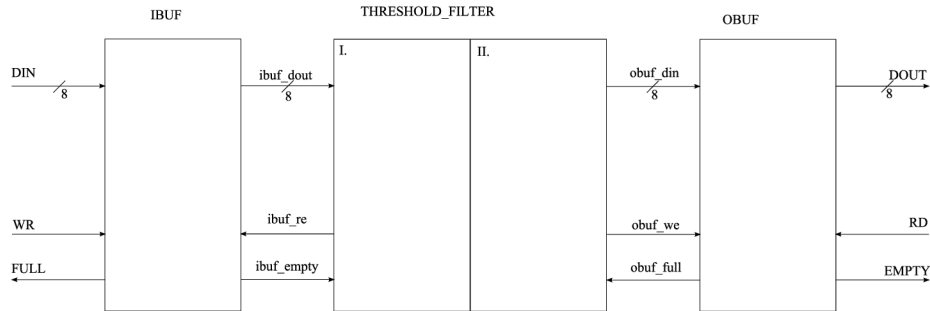 IBUF
THRESHOLD_FILTER
OBUF
I.
II.
DIN
8
ibuf_dout
8
obuf_din
8
DOUT
8
WR
ibuf_re
obuf_we
RD
FULL
ibuf_empty
obuf_full
EMPTY